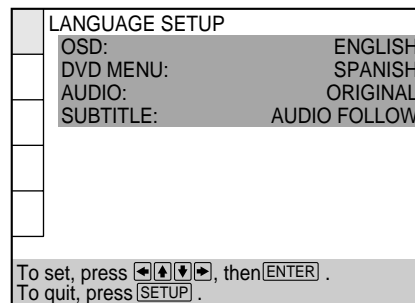 LANGUAGE SETUP
OSD: ENGLISH
DVD MENU: SPANISH
AUDIO: ORIGINAL
SUBTITLE: AUDIO FOLLOW
To set, press ←↑↓→, then ENTER .
To quit, press SETUP .